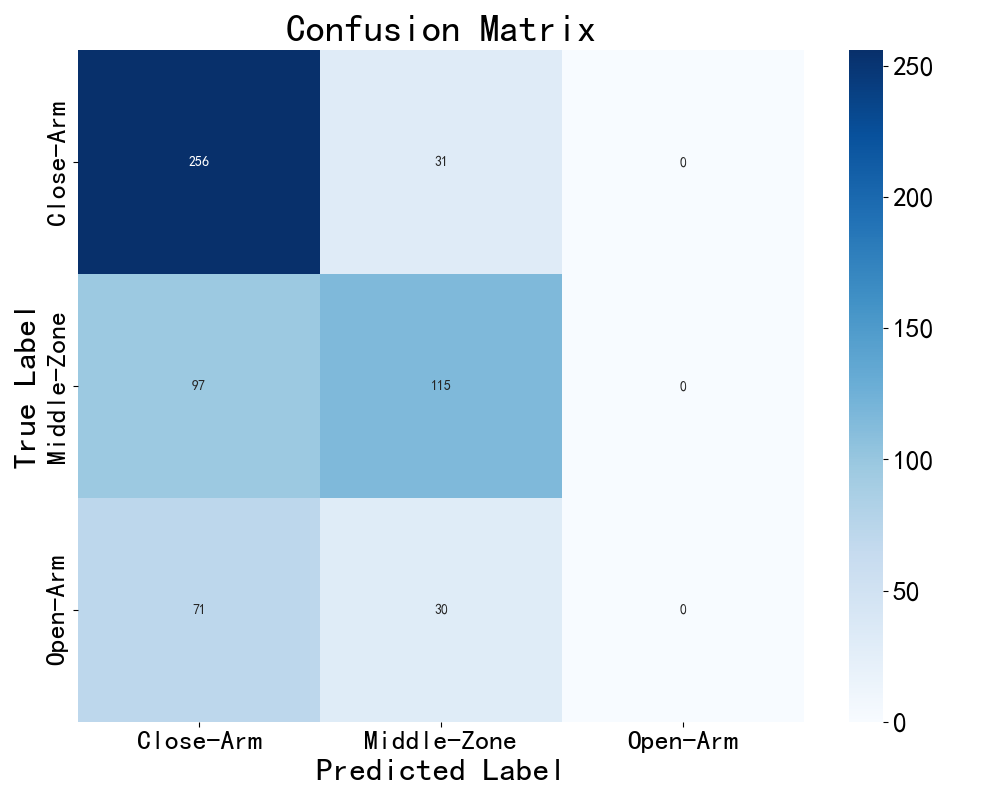 Confusion Matrix
Close-Arm
Middle-Zone
Open-Arm
True Label
256 31 0
97 115 0
71 30 0
Close-Arm Middle-Zone Open-Arm
Predicted Label
250
200
150
100
50
0